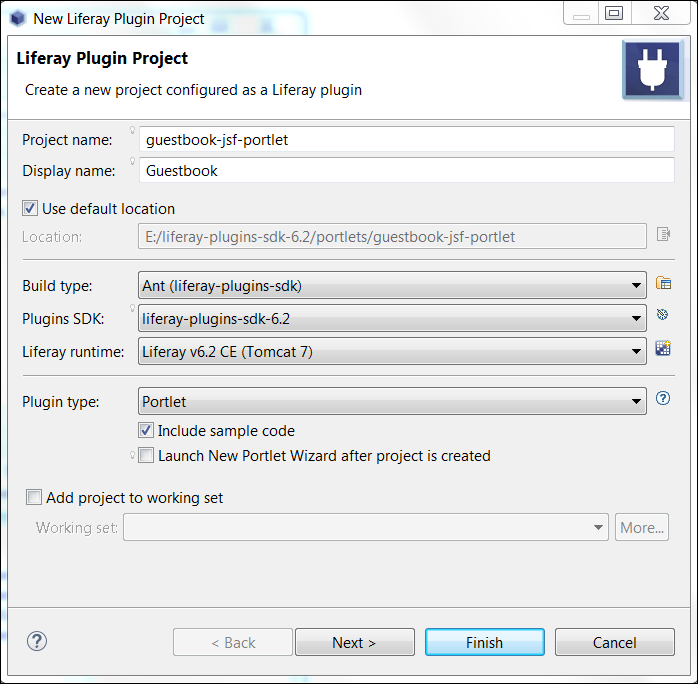 New Liferay Plugin Project
Liferay Plugin Project
Create a new project configured as a Liferay plugin
Project name: guestbook-jsf-portlet
Display name: Guestbook
Use default location
Location: E:/liferay-plugins-sdk-6.2/portlets/guestbook-jsf-portlet
Build type: Ant (liferay-plugins-sdk)
Plugins SDK: liferay-plugins-sdk-6.2
Liferay runtime: Liferay v6.2 CE (Tomcat 7)
Plugin type: Portlet
Include sample code
Launch New Portlet Wizard after project is created
Add project to working set
Working set: More...
< Back Next > Finish Cancel